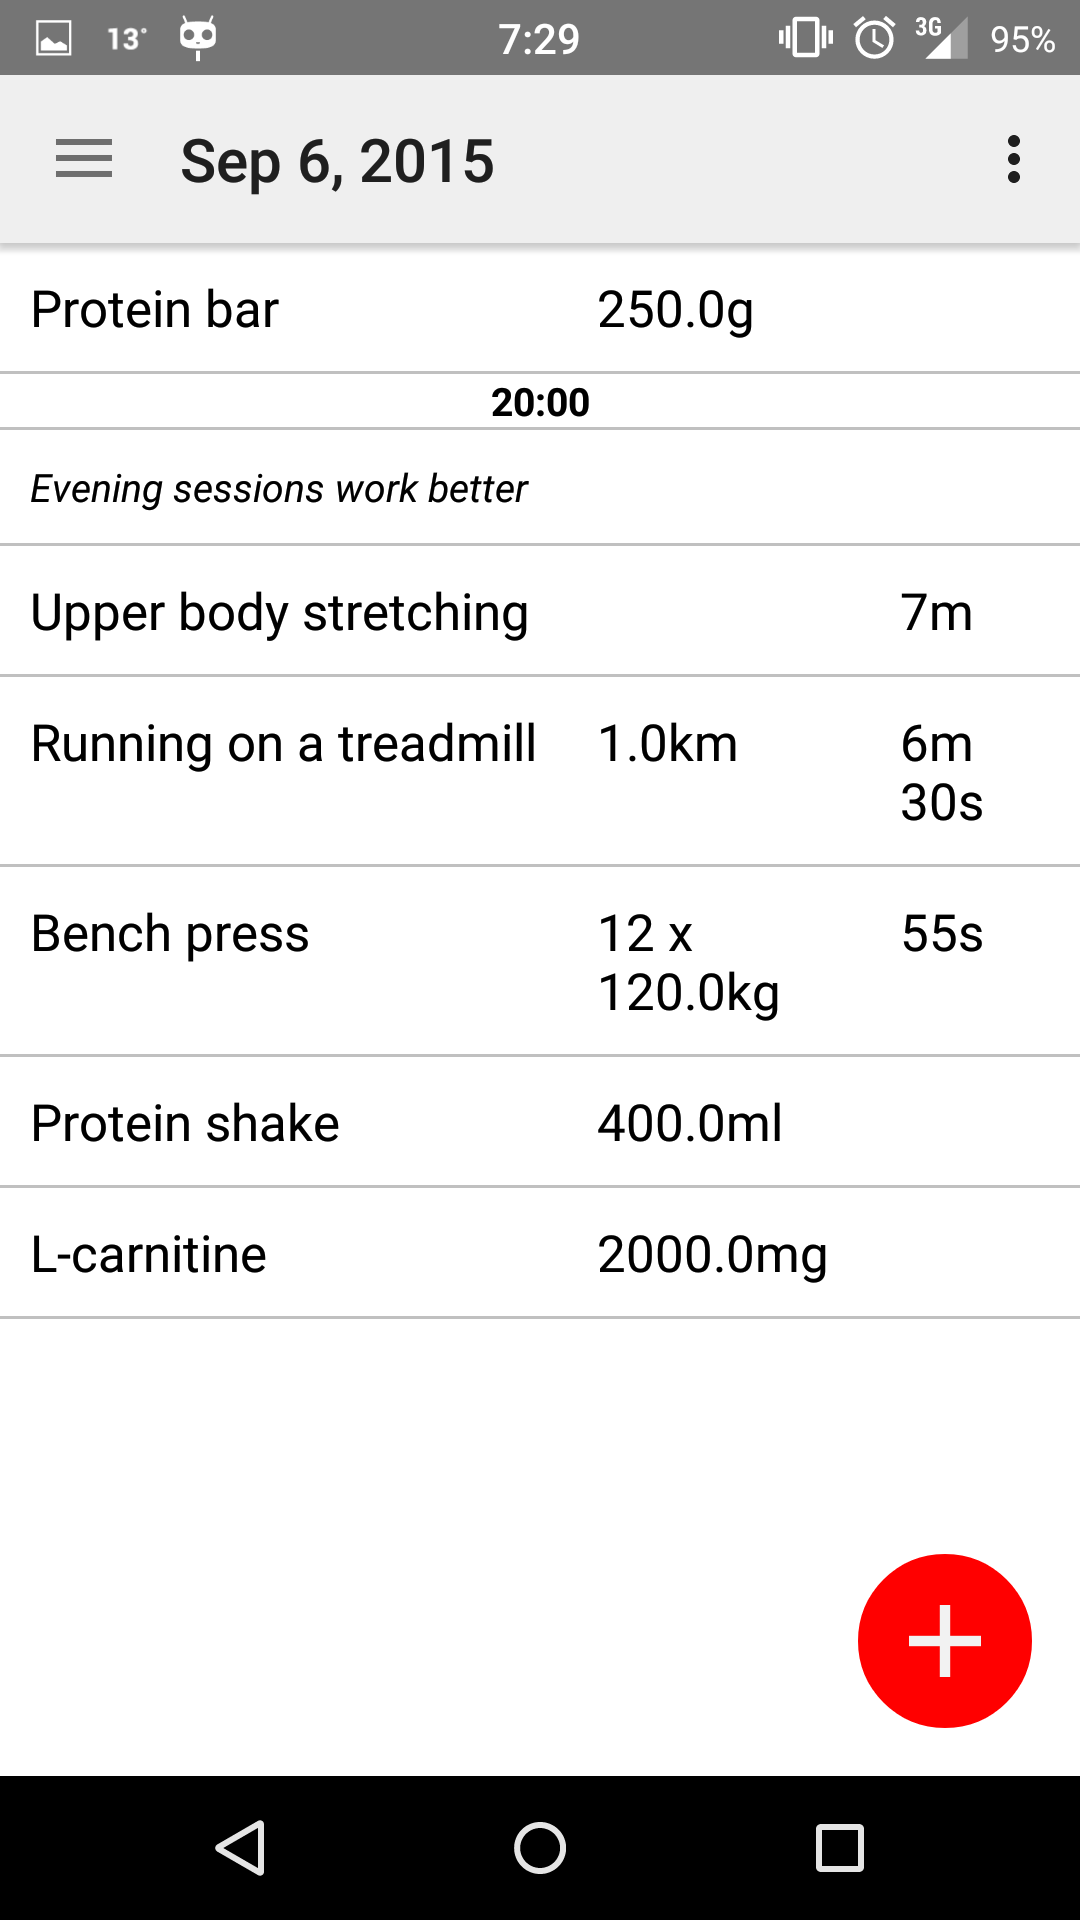 13° 7:29 3G 95%
Sep 6, 2015
Protein bar 250.0g
20:00
Evening sessions work better
Upper body stretching 7m
Running on a treadmill 1.0km 6m
30s
Bench press 12 x 55s
120.0kg
Protein shake 400.0ml
L-carnitine 2000.0mg